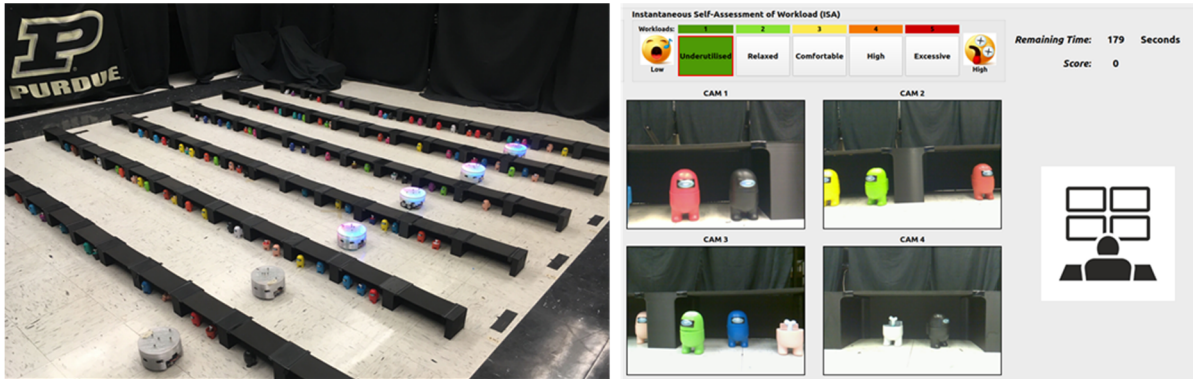 P
PURDUE
Instantaneous Self-Assessment of Workload (ISA)
Workloads: 1 2 3 4 5
Low Underutilised Relaxed Comfortable High Excessive High
Remaining Time: 179 Seconds
Score: 0
CAM 1 CAM 2
CAM 3 CAM 4